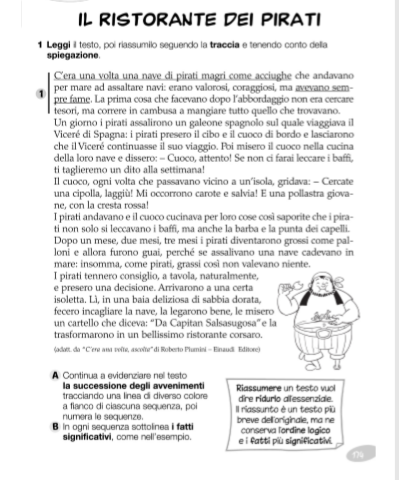 IL RISTORANTE DEI PIRATI
1 Leggi il testo, poi riassumilo seguendo la traccia e tenendo conto della
spiegazione.
1
C'era una volta una nave di pirati magri come acciughe che andavano
per mare ad assaltare navi: erano valorosi, coraggiosi, ma avevano sem-
pre fame. La prima cosa che facevano dopo l'abbordaggio non era cercare
tesori, ma correre in cambusa a mangiare tutto quello che trovavano.
Un giorno i pirati assalirono un galeone spagnolo sul quale viaggiava il
Viceré di Spagna: i pirati presero il cibo e il cuoco di bordo e lasciarono
che il Viceré continuasse il suo viaggio. Poi misero il cuoco nella cucina
della loro nave e dissero: – Cuoco, attento! Se non ci farai leccare i baffi,
ti taglieremo un dito alla settimana!
Il cuoco, ogni volta che passavano vicino a un'isola, gridava: – Cercate
una cipolla, laggiù! Mi occorrono carote e salvia! E una pollastra giova-
ne, con la cresta rossa!
I pirati andavano e il cuoco cucinava per loro cose così saporite che i pira-
ti non solo si leccavano i baffi, ma anche la barba e la punta dei capelli.
Dopo un mese, due mesi, tre mesi i pirati diventarono grossi come pal-
loni e allora furono guai, perché se assalivano una nave cadevano in
mare: insomma, come pirati, grassi così non valevano niente.
I pirati tennero consiglio, a tavola, naturalmente,
e presero una decisione. Arrivarono a una certa
isoletta. Lì, in una baia deliziosa di sabbia dorata,
fecero incagliare la nave, la legarono bene, le misero
un cartello che diceva: "Da Capitan Salsasugosa" e la
trasformarono in un bellissimo ristorante corsaro.
(adatt. da "C'era una volta, ascolta" di Roberto Piumini – Einaudi Editore)
A Continua a evidenziare nel testo
la successione degli avvenimenti
tracciando una linea di diverso colore
a fianco di ciascuna sequenza, poi
numera le sequenze.
B In ogni sequenza sottolinea i fatti
significativi, come nell'esempio.
Riassumere un testo vuol
dire ridurlo all'essenziale.
Il riassunto è un testo più
breve dell'originale, ma ne
conserva l'ordine logico
e i fatti più significativi.